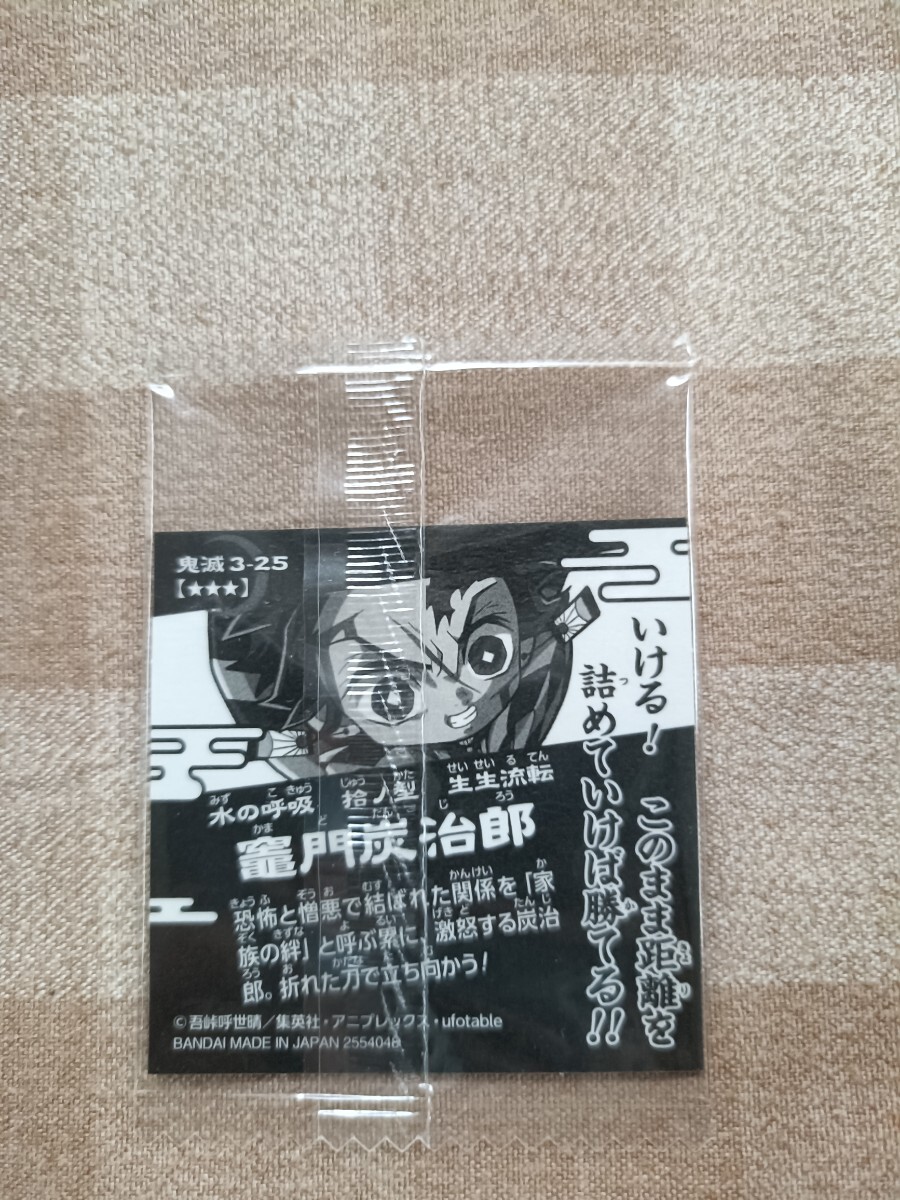 鬼滅3-25
【★★★】
いける! このまま距離を
詰めていけば勝てる!!
水の呼吸 拾ノ型 生生流転
竈門炭治郎
恐怖と憎悪で結ばれた関係を「家
族の絆」と呼ぶ累に、激怒する炭治
郎。折れた刀で立ち向かう!
©吾峠呼世晴/集英社・アニプレックス・ufotable
BANDAI MADE IN JAPAN 2554048